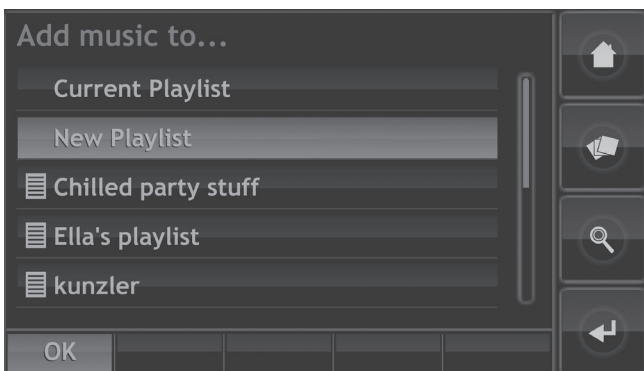 Add music to...
Current Playlist
New Playlist
Chilled party stuff
Ella's playlist
kunzler
OK